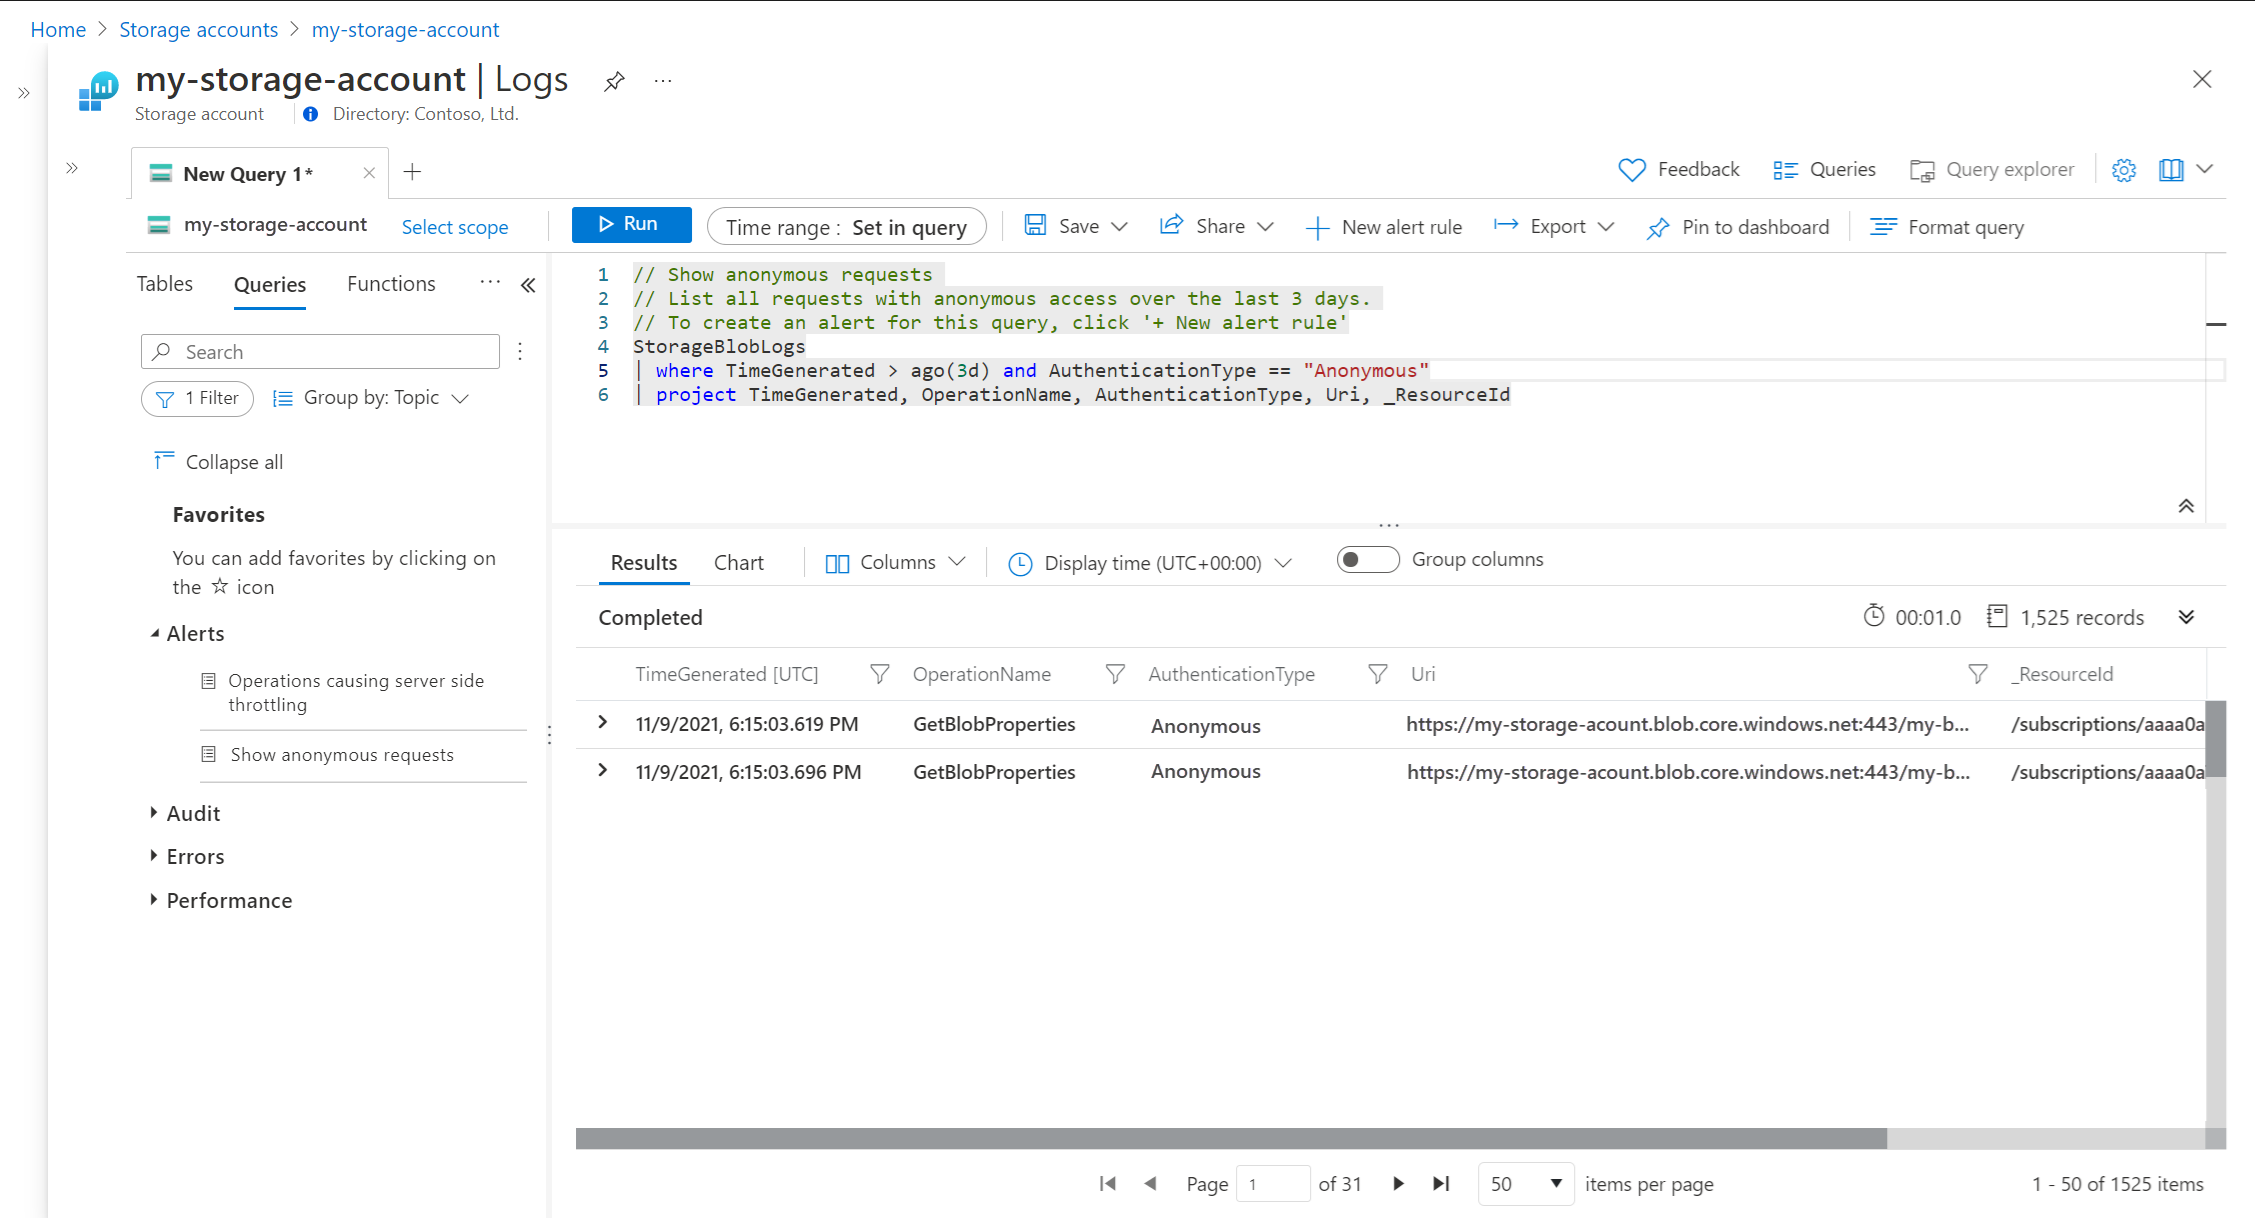 Home > Storage accounts > my-storage-account
my-storage-account | Logs ...
Storage account Directory: Contoso, Ltd.
New Query 1* × +
Feedback Queries Query explorer
my-storage-account Select scope Run Time range : Set in query Save Share New alert rule Export Pin to dashboard Format query
Tables Queries Functions ... «
Search
1 Filter Group by: Topic
Collapse all
Favorites
You can add favorites by clicking on
the ☆ icon
Alerts
Operations causing server side
throttling
Show anonymous requests
Audit
Errors
Performance
1 // Show anonymous requests
2 // List all requests with anonymous access over the last 3 days.
3 // To create an alert for this query, click '+ New alert rule'
4 StorageBlobLogs
5 | where TimeGenerated > ago(3d) and AuthenticationType == "Anonymous"
6 | project TimeGenerated, OperationName, AuthenticationType, Uri, _ResourceId
Results Chart Columns Display time (UTC+00:00) Group columns
Completed 00:01.0 1,525 records
TimeGenerated [UTC] OperationName AuthenticationType Uri _ResourceId
11/9/2021, 6:15:03.619 PM GetBlobProperties Anonymous https://my-storage-acount.blob.core.windows.net:443/my-b... /subscriptions/aaaa0a
11/9/2021, 6:15:03.696 PM GetBlobProperties Anonymous https://my-storage-acount.blob.core.windows.net:443/my-b... /subscriptions/aaaa0a
Page 1 of 31 50 items per page 1 - 50 of 1525 items